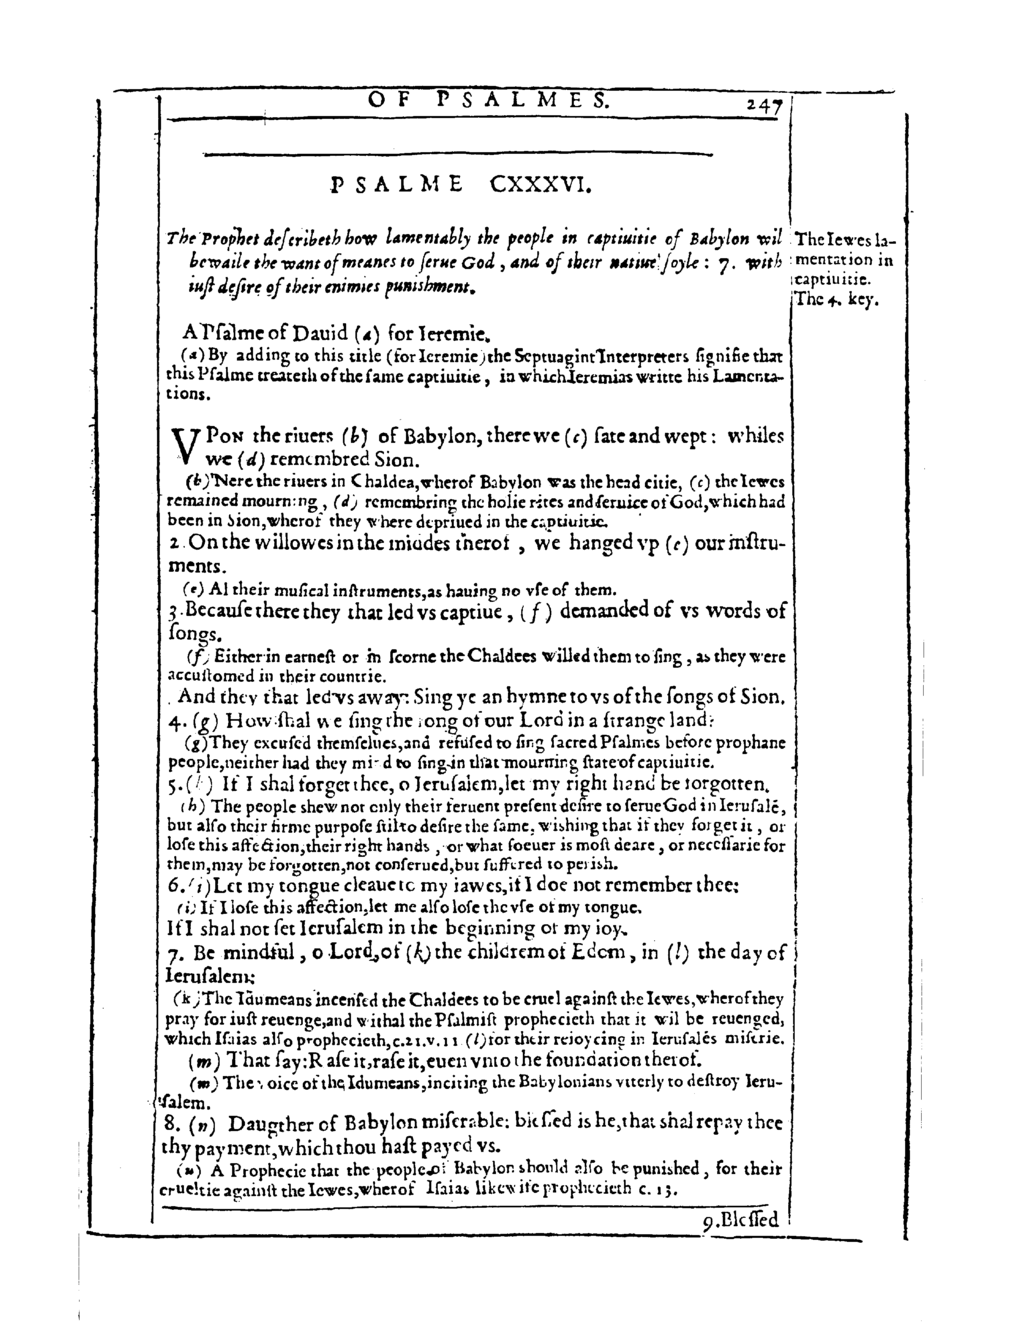 OF PSALMES. 247
PSALME CXXXVI.
The Prophet deſcribeth how lamentably the people in captiuitie of Babylon wil
bewaile the want of meanes to ſerue God, and of their natiue ſoyle: 7. with
iuſt deſire of their enimies punishment.
The Iewes la-
mentation in
captiuitie.
The 4. key.
A Pſalme of Dauid (a) for Ieremie.
(a) By adding to this title (for Ieremie) the Septuagint Interpreters ſignifie that
this Pſalme treateth of the ſame captiuitie, in which Ieremias writte his Lamenta-
tions.
VPON the riuers (b) of Babylon, there we (c) ſate and wept: whiles
we (d) remembred Sion.
(b) Nere the riuers in Chaldea, wherof Babylon was the head citie, (c) the Iewes
remained mourning, (d) remembring the holie rites and ſeruice of God, which had
been in Sion, wherof they where depriued in the captiuitie.
2. On the willowes in the middes therof, we hanged vp (e) our inſtru-
ments.
(e) Al their muſical inſtruments, as hauing no vſe of them.
3. Becauſe there they that led vs captiue, (f) demanded of vs words of
ſongs.
(f) Either in earneſt or in ſcorne the Chaldees willed them to ſing, as they were
accuſtomed in their countrie.
And they that led vs away: Sing ye an hymne to vs of the ſongs of Sion.
4. (g) How ſhal we ſing the ſong of our Lord in a ſtrange land?
(g) They excuſed themſelues, and refuſed to ſing ſacred Pſalmes before prophane
people, neither had they mind to ſing in that mourning ſtate of captiuitie.
5. (h) If I shal forget thee, o Ieruſalem, let my right hand be forgotten.
(h) The people shew not only their feruent preſent deſire to ſerue God in Ieruſalē,
but alſo their firme purpoſe ſtil to deſire the ſame, wishing that if they forget it, or
loſe this affection, their right hands, or what ſoeuer is moſt deare, or neceſſarie for
them, may be forgotten, not conſerued, but ſuffered to perish.
6. (i) Let my tongue cleaue to my iawes, if I doe not remember thee:
(i) If I loſe this affection, let me alſo loſe the vſe of my tongue.
If I shal not ſet Ieruſalem in the beginning of my ioy.
7. Be mindful, o Lord, of (k) the children of Edom, in (l) the day of
Ieruſalem:
(k) The Idumeans incenſed the Chaldees to be cruel againſt the Iewes, wherof they
pray for iuſt reuenge, and withal the Pſalmiſt prophecieth that it wil be reuenged,
which Iſaias alſo prophecieth, c. 21. v. 11 (l) for their reioycing in Ieruſalēs miſerie.
(m) That ſay: Raſe it, raſe it, euen vnto the foundation therof.
(m) The voice of the Idumeans, inciting the Babylonians vtterly to deſtroy Ieru-
ſalem.
8. (n) Daugther of Babylon miſerable: bleſſed is he, that shal repay thee
thy payment, which thou haſt payed vs.
(n) A Prophecie that the people of Babylon should alſo be punished, for their
crueltie againſt the Iewes, wherof Iſaias likewiſe prophecieth c. 13.
9. Bleſſed